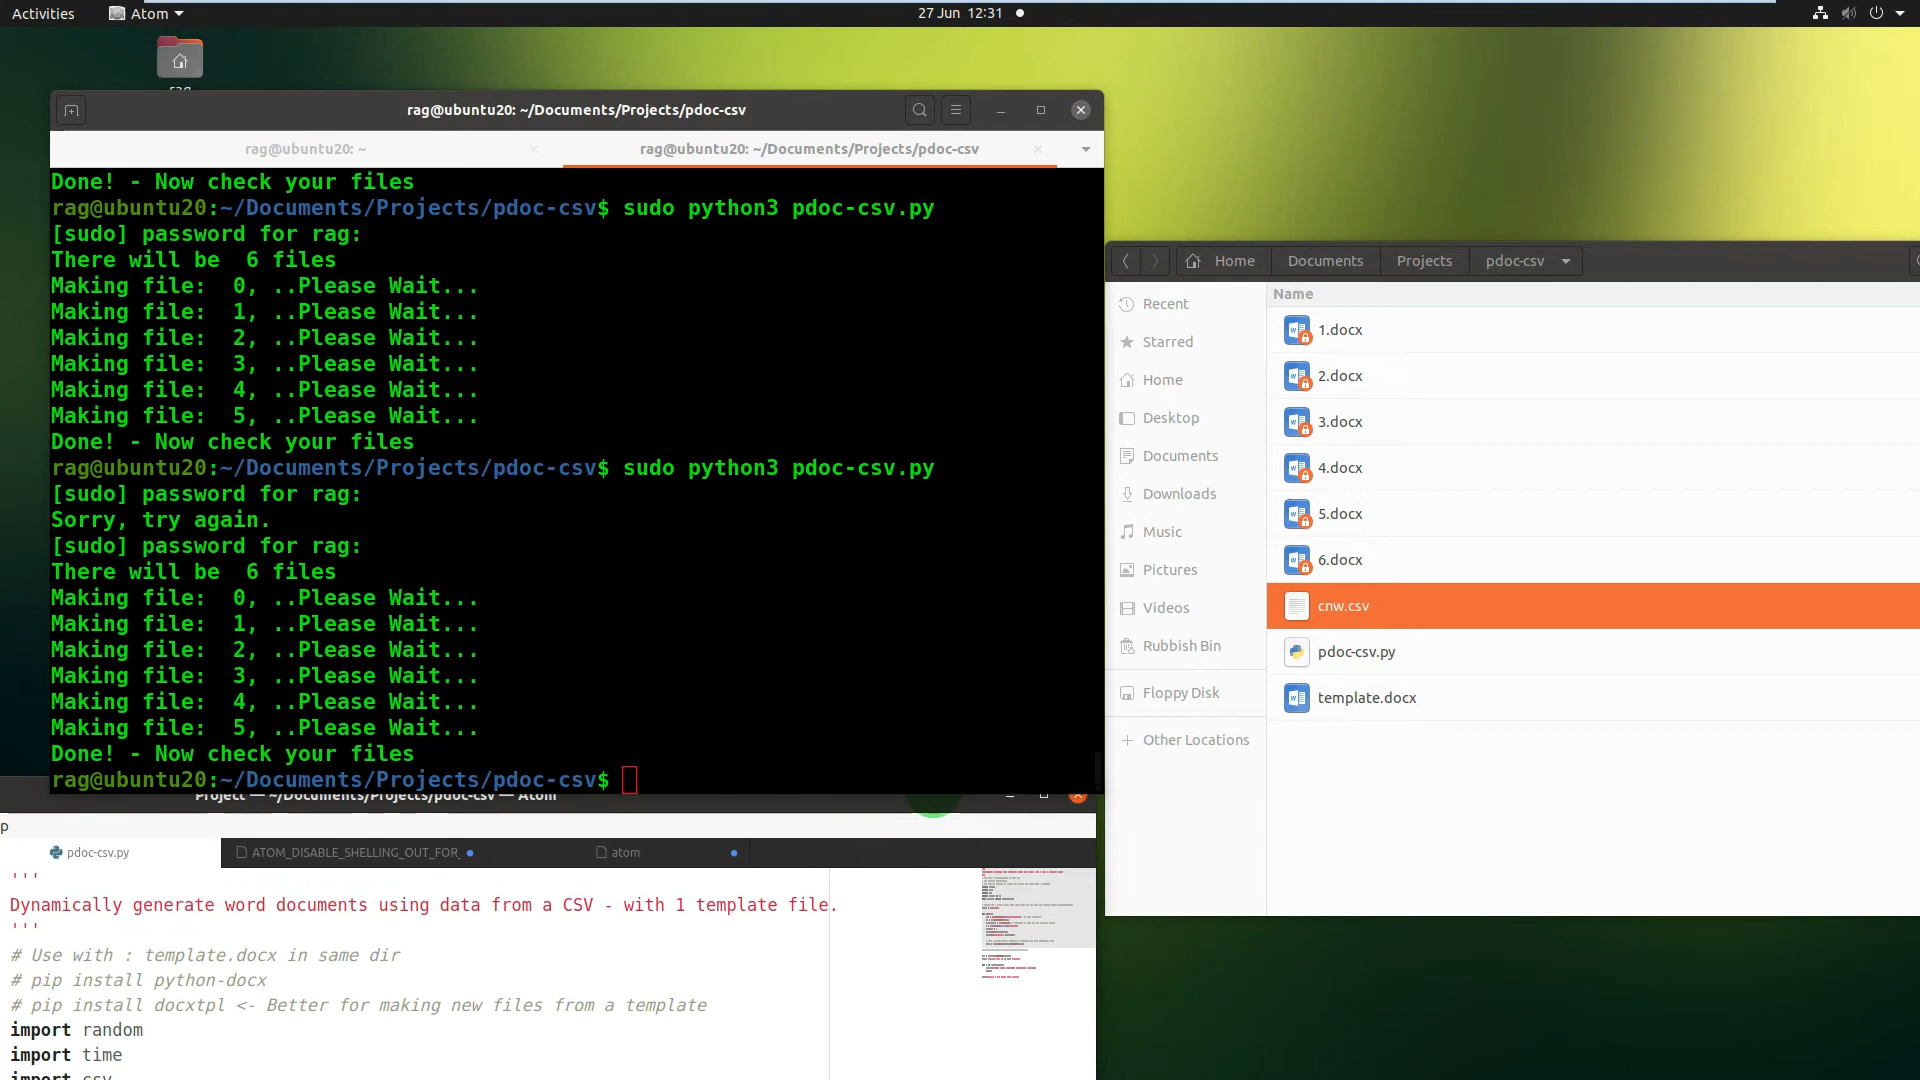 Activities
Atom
27 Jun 12:31
rag@ubuntu20: ~/Documents/Projects/pdoc-csv
rag@ubuntu20: ~
rag@ubuntu20: ~/Documents/Projects/pdoc-csv
Done! - Now check your files
rag@ubuntu20:~/Documents/Projects/pdoc-csv$ sudo python3 pdoc-csv.py
[sudo] password for rag:
There will be  6 files
Making file:  0, ..Please Wait...
Making file:  1, ..Please Wait...
Making file:  2, ..Please Wait...
Making file:  3, ..Please Wait...
Making file:  4, ..Please Wait...
Making file:  5, ..Please Wait...
Done! - Now check your files
rag@ubuntu20:~/Documents/Projects/pdoc-csv$ sudo python3 pdoc-csv.py
[sudo] password for rag:
Sorry, try again.
[sudo] password for rag:
There will be  6 files
Making file:  0, ..Please Wait...
Making file:  1, ..Please Wait...
Making file:  2, ..Please Wait...
Making file:  3, ..Please Wait...
Making file:  4, ..Please Wait...
Making file:  5, ..Please Wait...
Done! - Now check your files
rag@ubuntu20:~/Documents/Projects/pdoc-csv$
Home
Documents
Projects
pdoc-csv
Recent
Starred
Home
Desktop
Documents
Downloads
Music
Pictures
Videos
Rubbish Bin
Floppy Disk
Other Locations
Name
1.docx
2.docx
3.docx
4.docx
5.docx
6.docx
cnw.csv
pdoc-csv.py
template.docx
Project — ~/Documents/Projects/pdoc-csv — Atom
p
pdoc-csv.py
ATOM_DISABLE_SHELLING_OUT_FOR_
atom
'''
Dynamically generate word documents using data from a CSV - with 1 template file.
'''
# Use with : template.docx in same dir
# pip install python-docx
# pip install docxtpl <- Better for making new files from a template
import random
import time
import csv